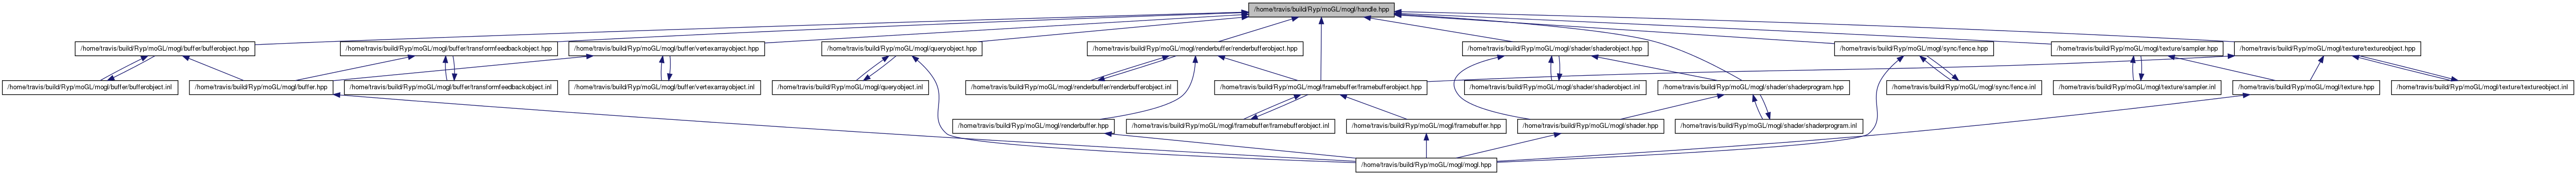 /home/travis/build/Ryp/moGL/mogl/handle.hpp
/home/travis/build/Ryp/moGL/mogl/buffer/bufferobject.hpp
/home/travis/build/Ryp/moGL/mogl/buffer/transformfeedbackobject.hpp
/home/travis/build/Ryp/moGL/mogl/buffer/vertexarrayobject.hpp
/home/travis/build/Ryp/moGL/mogl/queryobject.hpp
/home/travis/build/Ryp/moGL/mogl/renderbuffer/renderbufferobject.hpp
/home/travis/build/Ryp/moGL/mogl/shader/shaderobject.hpp
/home/travis/build/Ryp/moGL/mogl/sync/fence.hpp
/home/travis/build/Ryp/moGL/mogl/texture/sampler.hpp
/home/travis/build/Ryp/moGL/mogl/texture/textureobject.hpp
/home/travis/build/Ryp/moGL/mogl/buffer/bufferobject.inl
/home/travis/build/Ryp/moGL/mogl/buffer.hpp
/home/travis/build/Ryp/moGL/mogl/buffer/transformfeedbackobject.inl
/home/travis/build/Ryp/moGL/mogl/buffer/vertexarrayobject.inl
/home/travis/build/Ryp/moGL/mogl/queryobject.inl
/home/travis/build/Ryp/moGL/mogl/renderbuffer/renderbufferobject.inl
/home/travis/build/Ryp/moGL/mogl/framebuffer/framebufferobject.hpp
/home/travis/build/Ryp/moGL/mogl/shader/shaderobject.inl
/home/travis/build/Ryp/moGL/mogl/shader/shaderprogram.hpp
/home/travis/build/Ryp/moGL/mogl/sync/fence.inl
/home/travis/build/Ryp/moGL/mogl/texture/sampler.inl
/home/travis/build/Ryp/moGL/mogl/texture.hpp
/home/travis/build/Ryp/moGL/mogl/texture/textureobject.inl
/home/travis/build/Ryp/moGL/mogl/renderbuffer.hpp
/home/travis/build/Ryp/moGL/mogl/framebuffer/framebufferobject.inl
/home/travis/build/Ryp/moGL/mogl/framebuffer.hpp
/home/travis/build/Ryp/moGL/mogl/shader.hpp
/home/travis/build/Ryp/moGL/mogl/shader/shaderprogram.inl
/home/travis/build/Ryp/moGL/mogl/mogl.hpp